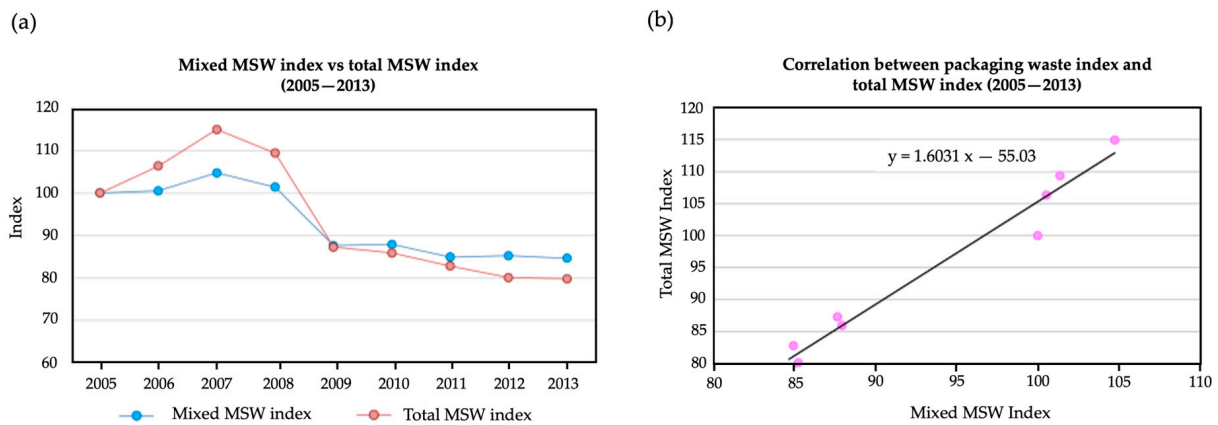 (a)
Mixed MSW index vs total MSW index
(2005—2013)
120
110
100
90
80
70
60
Index
2005 2006 2007 2008 2009 2010 2011 2012 2013
Mixed MSW index Total MSW index
(b)
Correlation between packaging waste index and
total MSW index (2005—2013)
120
115
110
105
100
95
90
85
80
Total MSW Index
y = 1.6031 x — 55.03
80 85 90 95 100 105 110
Mixed MSW Index